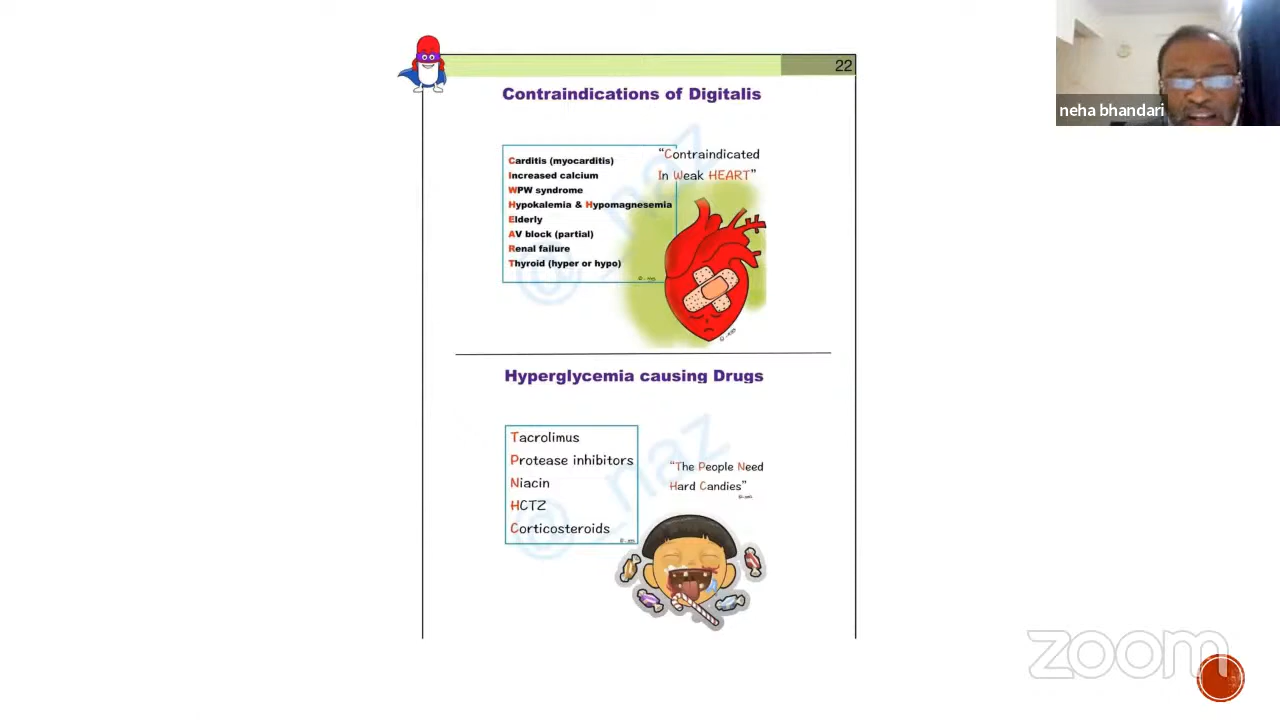 22
neha bhandari
Contraindications of Digitalis
Carditis (myocarditis)
Increased calcium
WPW syndrome
Hypokalemia & Hypomagnesemia
Elderly
AV block (partial)
Renal failure
Thyroid (hyper or hypo)
“Contraindicated
In Weak HEART”
Hyperglycemia causing Drugs
Tacrolimus
Protease inhibitors
Niacin
HCTZ
Corticosteroids
“The People Need
Hard Candies”
@_naz
@_naz
zoom